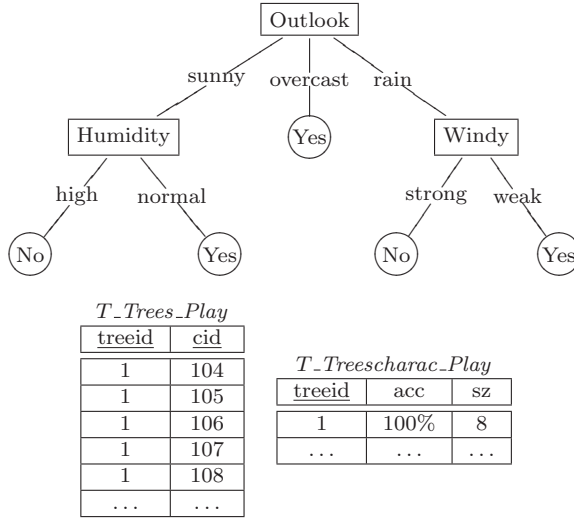 Outlook
sunny overcast rain
Humidity Yes Windy
high normal strong weak
No Yes No Yes
T_Trees_Play
treeid cid
1 104
1 105
1 106
1 107
1 108
... ...
T_Treescharac_Play
treeid acc sz
1 100% 8
... ... ...